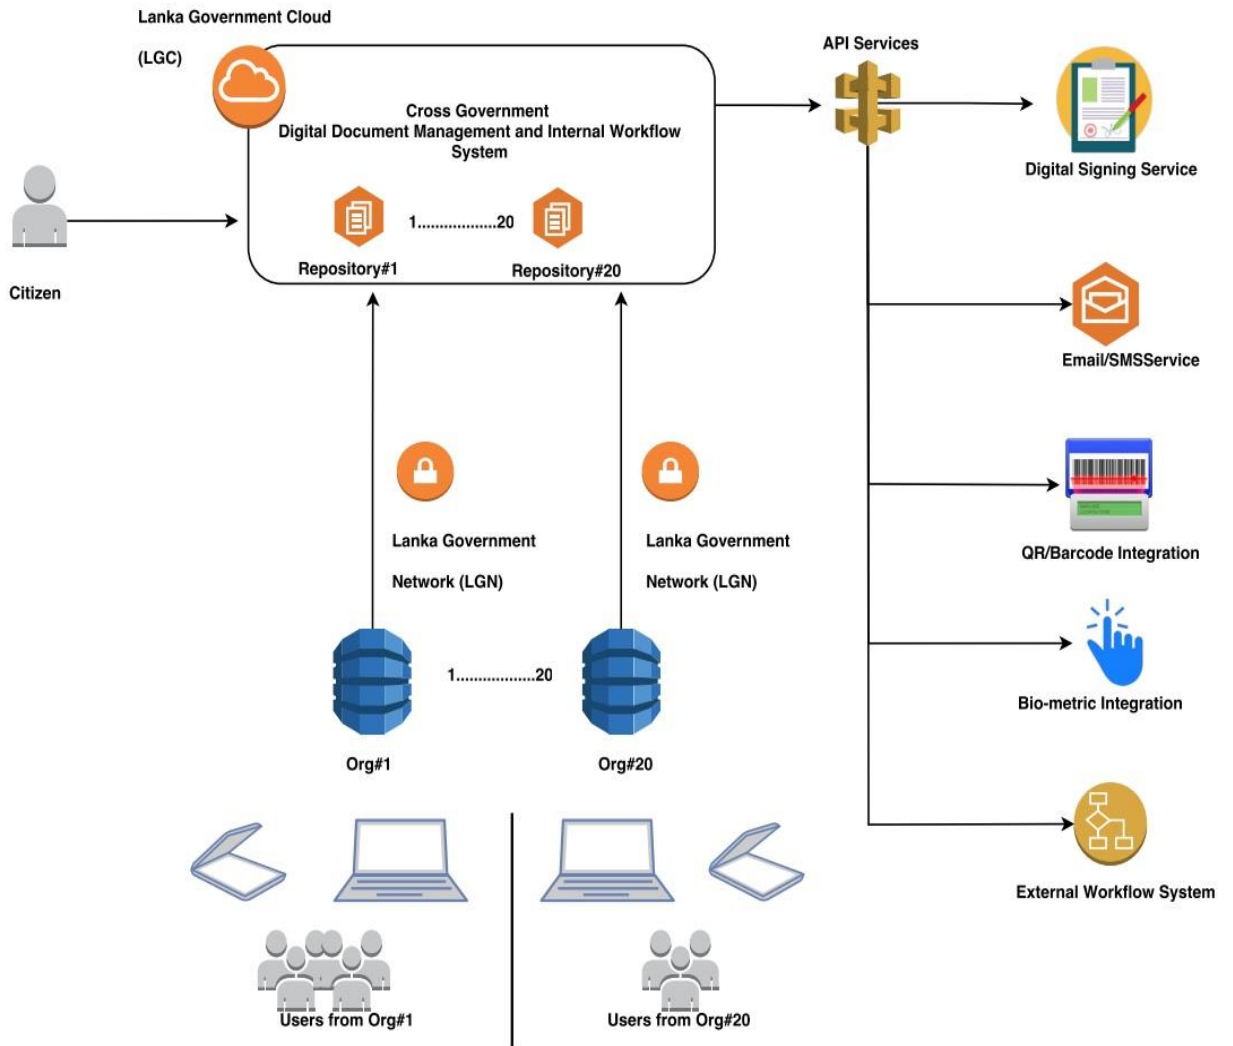 Lanka Government Cloud
(LGC)
API Services
Cross Government
Digital Document Management and Internal Workflow
System
Digital Signing Service
1..................20
Repository#1
Repository#20
Citizen
Email/SMSService
Lanka Government
Network (LGN)
Lanka Government
Network (LGN)
QR/Barcode Integration
1..................20
Bio-metric Integration
Org#1
Org#20
External Workflow System
Users from Org#1
Users from Org#20